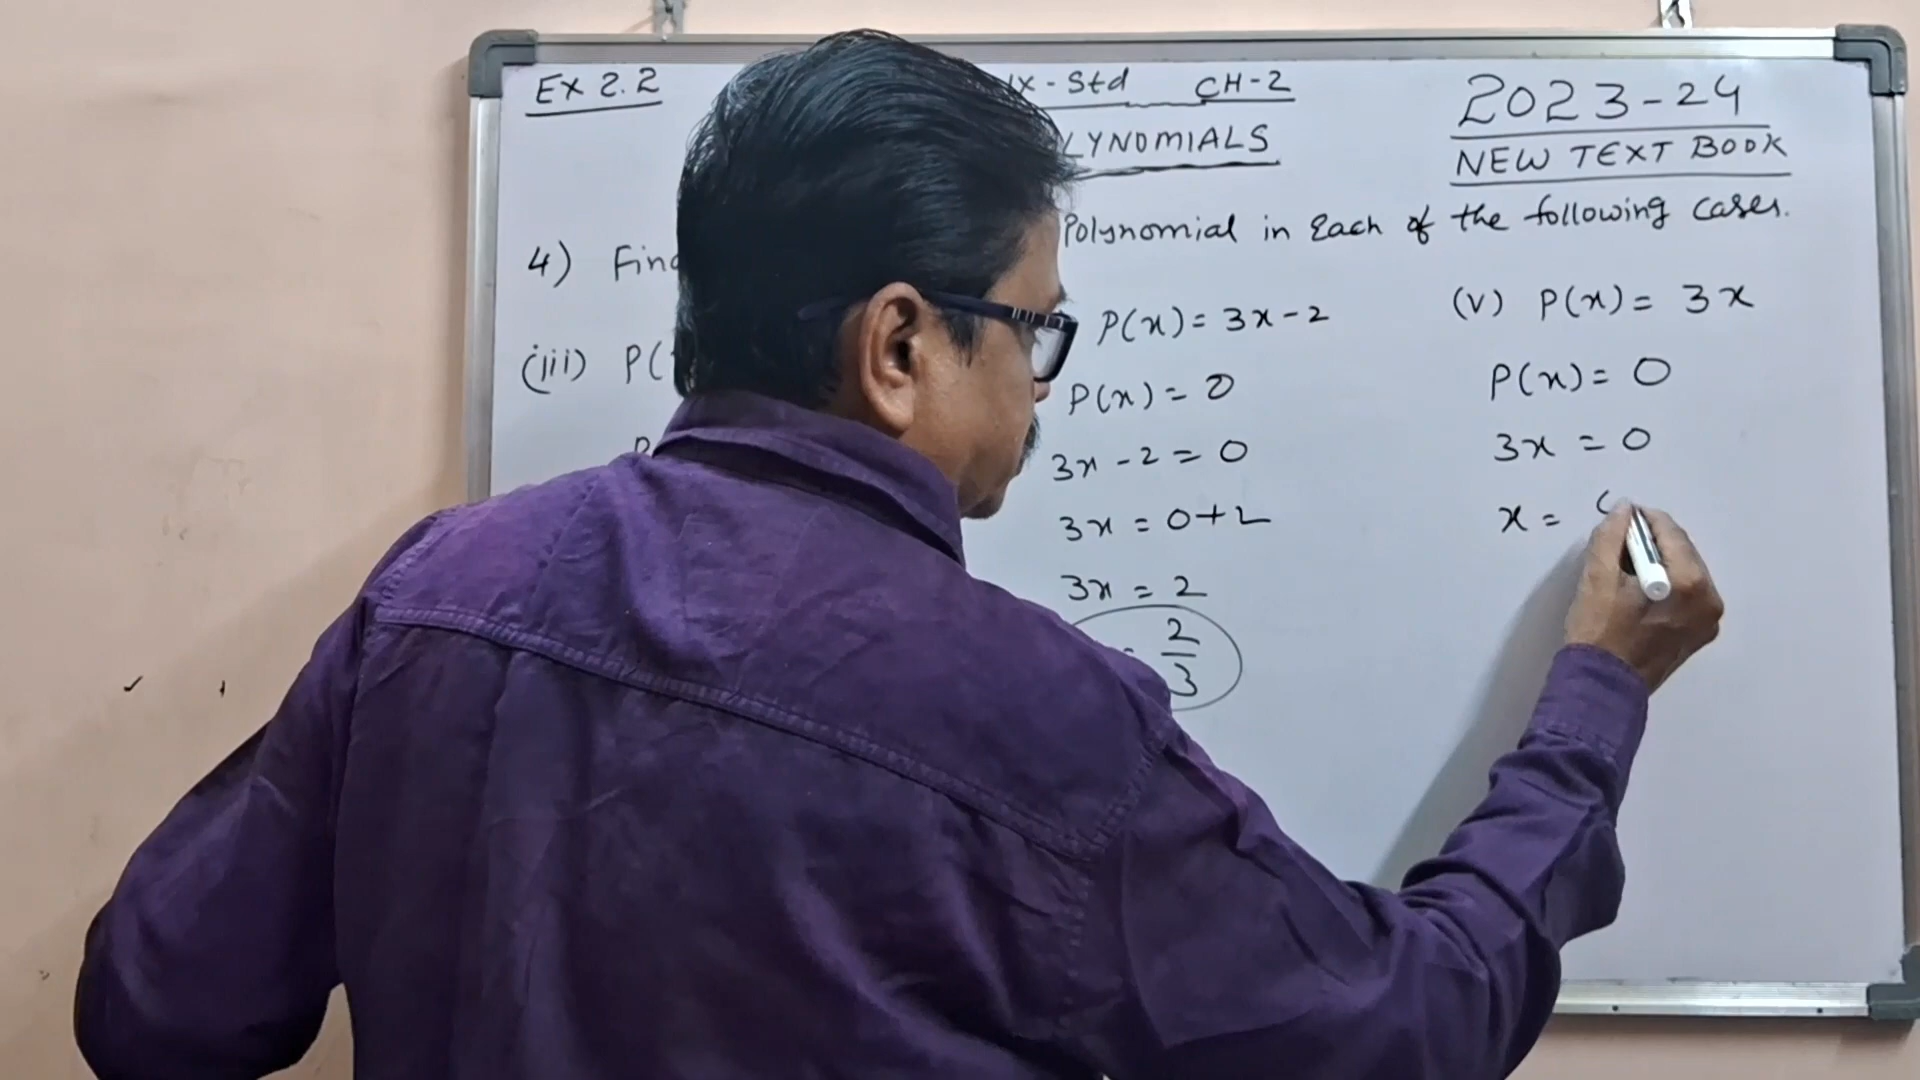 EX 2.2
IX - Std CH-2
LYNOMIALS
2023-24
NEW TEXT BOOK
4) Find Polynomial in Each of the following cases.
(iii) P(
P(x) = 3x-2
P(x) = 0
3x - 2 = 0
3x = 0+2
3x = 2
= 2/3
(v) P(x) = 3x
P(x) = 0
3x = 0
x =